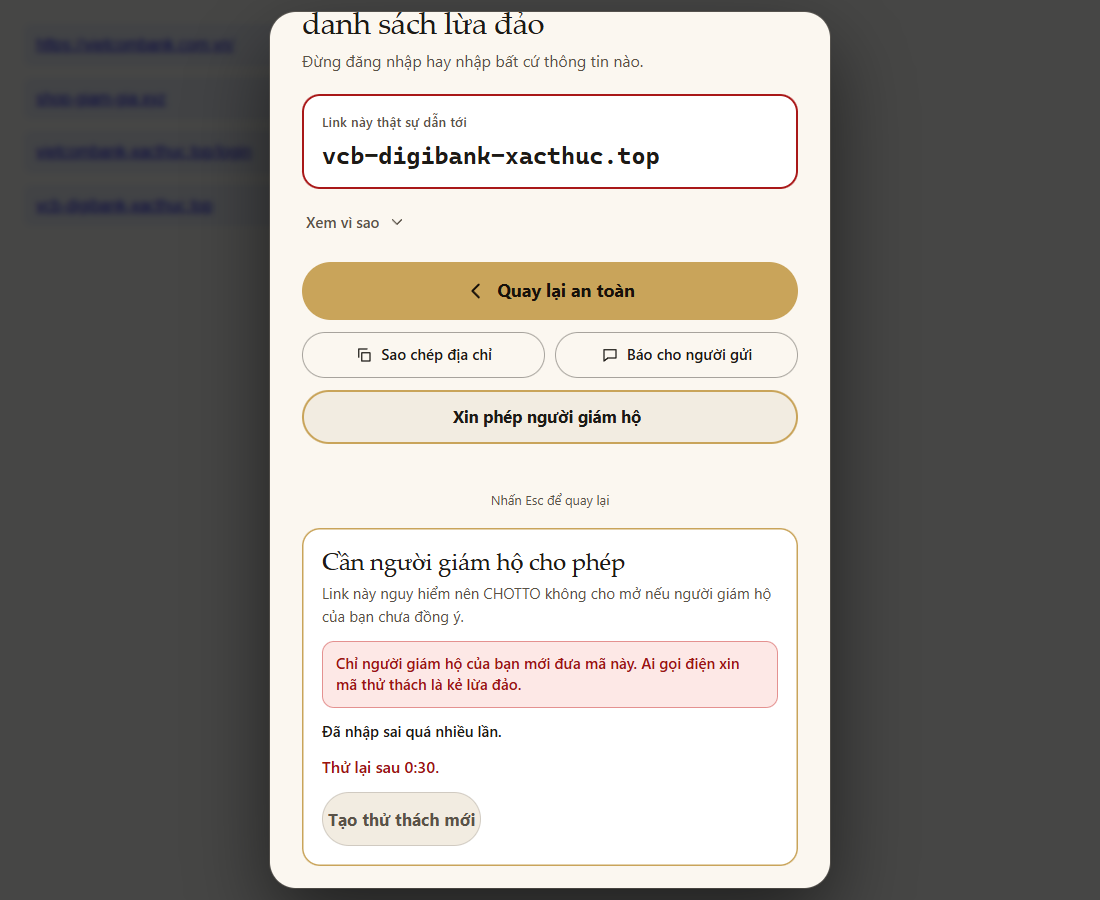 danh sách lừa đảo
Đừng đăng nhập hay nhập bất cứ thông tin nào.
Link này thật sự dẫn tới
vcb-digibank-xacthuc.top
Xem vì sao
Quay lại an toàn
Sao chép địa chỉ
Báo cho người gửi
Xin phép người giám hộ
Nhấn Esc để quay lại
Cần người giám hộ cho phép
Link này nguy hiểm nên CHOTTO không cho mở nếu người giám hộ
của bạn chưa đồng ý.
Chỉ người giám hộ của bạn mới đưa mã này. Ai gọi điện xin
mã thử thách là kẻ lừa đảo.
Đã nhập sai quá nhiều lần.
Thử lại sau 0:30.
Tạo thử thách mới